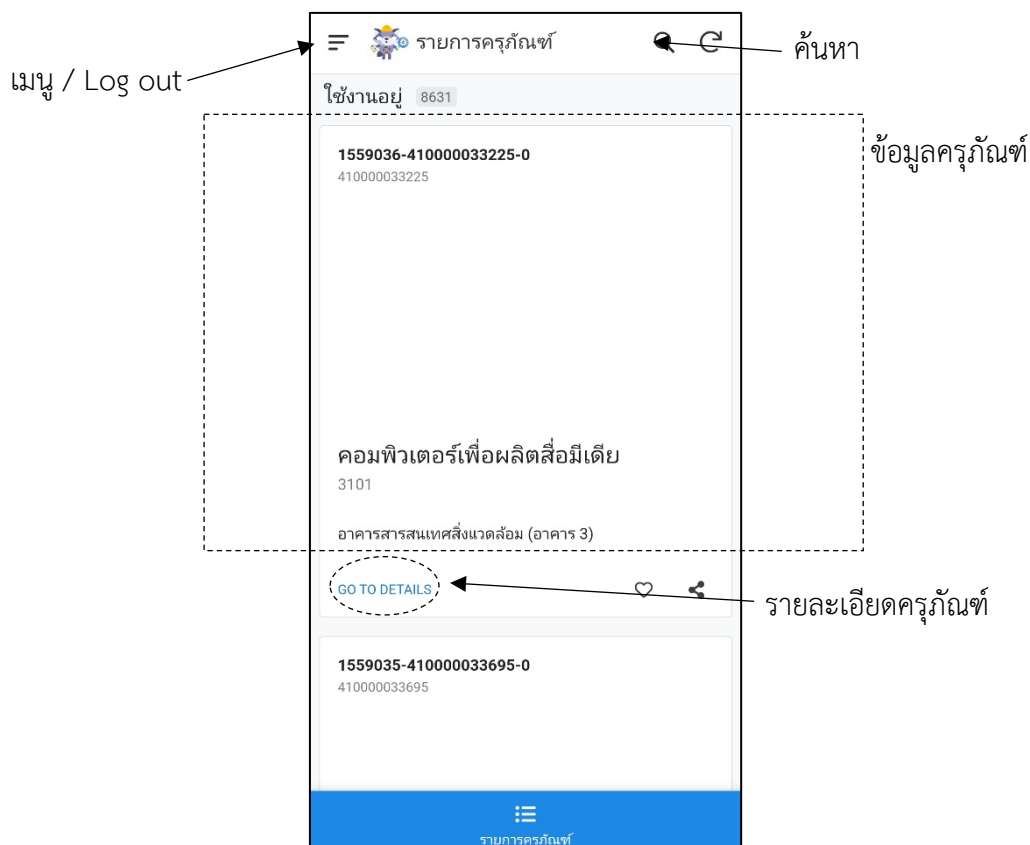 รายการครุภัณฑ์
ค้นหา
เมนู / Log out
ใช้งานอยู่ 8631
ข้อมูลครุภัณฑ์
1559036-410000033225-0
410000033225
คอมพิวเตอร์เพื่อผลิตสื่อมีเดีย
3101
อาคารสารสนเทศสิ่งแวดล้อม (อาคาร 3)
GO TO DETAILS
รายละเอียดครุภัณฑ์
1559035-410000033695-0
410000033695
รายการครุภัณฑ์